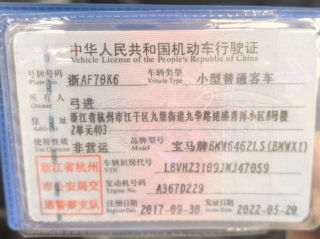 中华人民共和国机动车行驶证
Vehicle License of the People's Republic of China
号牌号码 浙AF70K6 车辆类型 小型普通客车
Plate No. Vehicle Type
所有人 弓进
Owner
住址 浙江省杭州市江干区九堡街道九华路昆城 小区8号楼
Address 2单元403
使用性质 非营运 品牌型号 宝马牌BMW6462LS(BMWX1)
Use Character Model
浙江省杭州市公安局交通警察支队
车辆识别代号 LBVHZ3109JMJ47059
VIN
发动机号码 A367D229
Engine No.
注册日期 2017-09-30 发证日期 2022-05-20
Register Date Issue Date